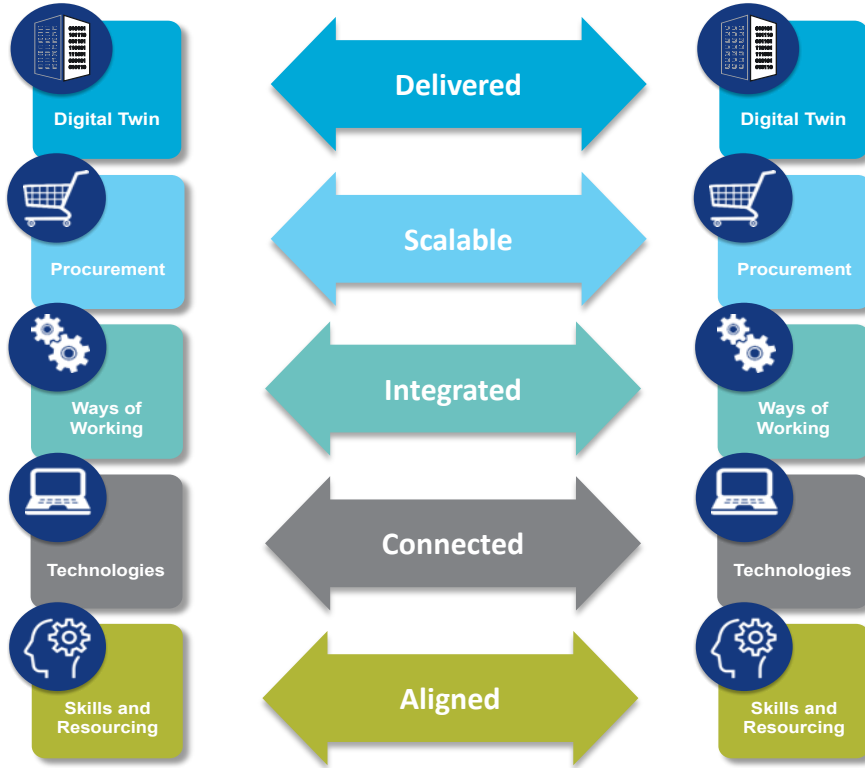 Digital Twin
Delivered
Digital Twin
Procurement
Scalable
Procurement
Ways of
Working
Integrated
Ways of
Working
Technologies
Connected
Technologies
Skills and
Resourcing
Aligned
Skills and
Resourcing